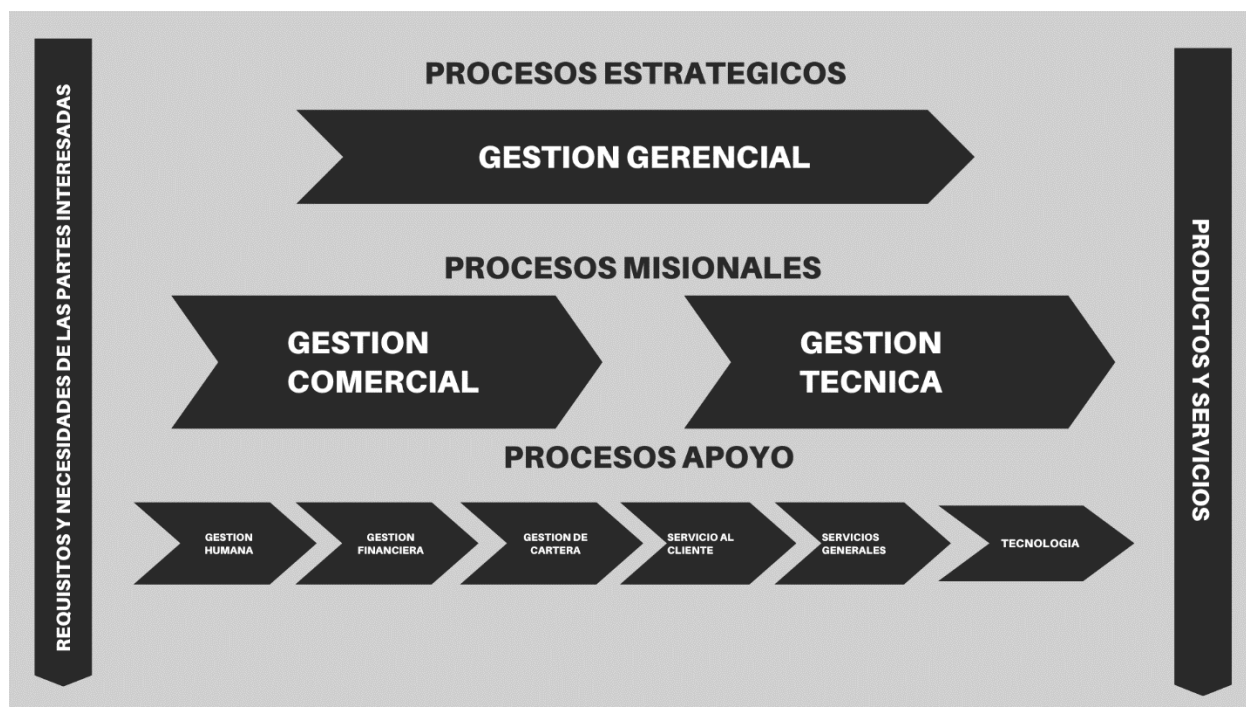 REQUISITOS Y NECESIDADES DE LAS PARTES INTERESADAS
PROCESOS ESTRATEGICOS
GESTION GERENCIAL
PROCESOS MISIONALES
GESTION
COMERCIAL
GESTION
TECNICA
PROCESOS APOYO
GESTION
HUMANA
GESTION
FINANCIERA
GESTION DE
CARTERA
SERVICIO AL
CLIENTE
SERVICIOS
GENERALES
TECNOLOGIA
PRODUCTOS Y SERVICIOS